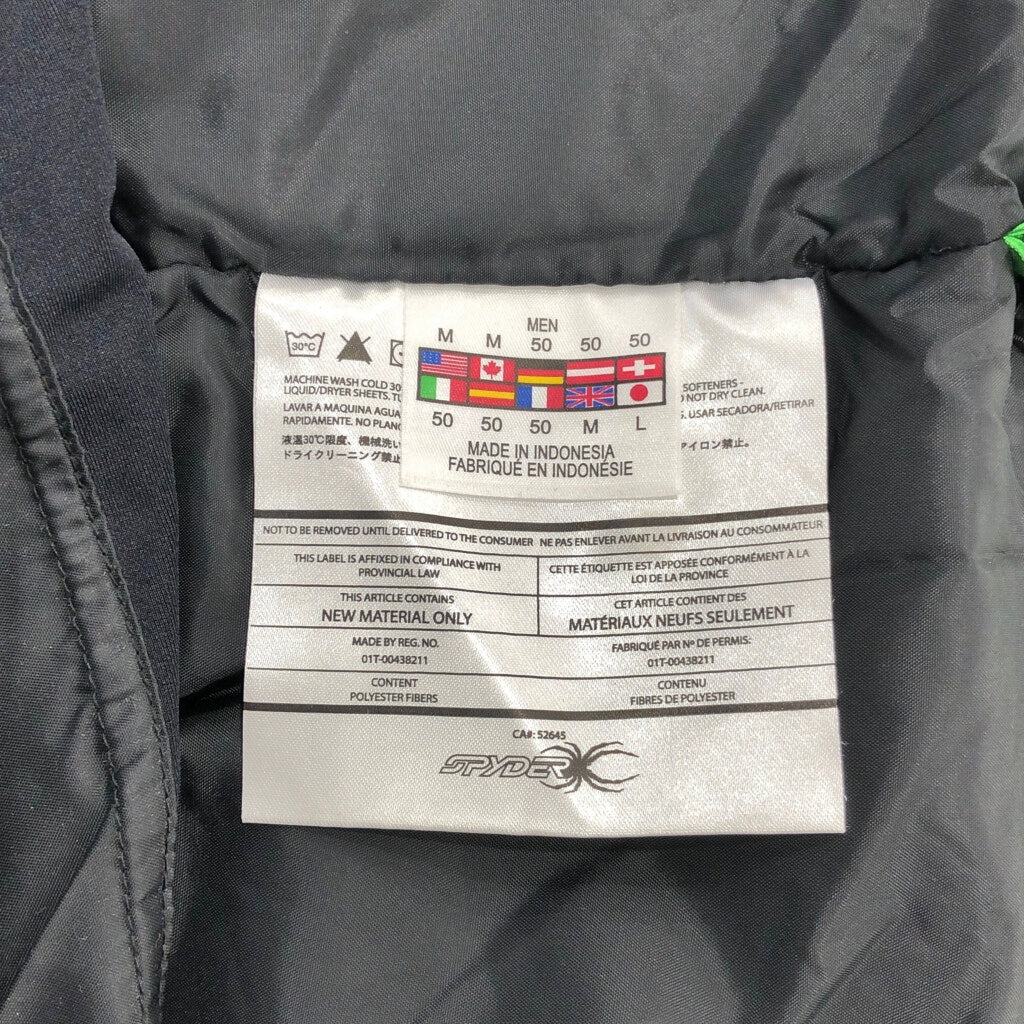 MEN
M M 50 50 50
50 50 50 M L
MADE IN INDONESIA
FABRIQUÉ EN INDONÉSIE
30°C
MACHINE WASH COLD 30
LIQUID/DRYER SHEETS.
LAVAR A MAQUINA AGUA
RAPIDAMENTE. NO
液温30℃限度、機械洗い
ドライクリーニング禁止
SOFTENERS -
NOT DRY CLEAN.
USAR SECADORA/RETIRAR
アイロン禁止。
NOT TO BE REMOVED UNTIL DELIVERED TO THE CONSUMER NE PAS ENLEVER AVANT LA LIVRAISON AU CONSOMMATEUR
THIS LABEL IS AFFIXED IN COMPLIANCE WITH
PROVINCIAL LAW
CETTE ÉTIQUETTE EST APPOSÉE CONFORMÉMENT À LA
LOI DE LA PROVINCE
THIS ARTICLE CONTAINS
NEW MATERIAL ONLY
CET ARTICLE CONTIENT DES
MATÉRIAUX NEUFS SEULEMENT
MADE BY REG. NO.
01T-00438211
FABRIQUÉ PAR Nº DE PERMIS:
01T-00438211
CONTENT
POLYESTER FIBERS
CONTENU
FIBRES DE POLYESTER
CA#: 52645
SPYDER